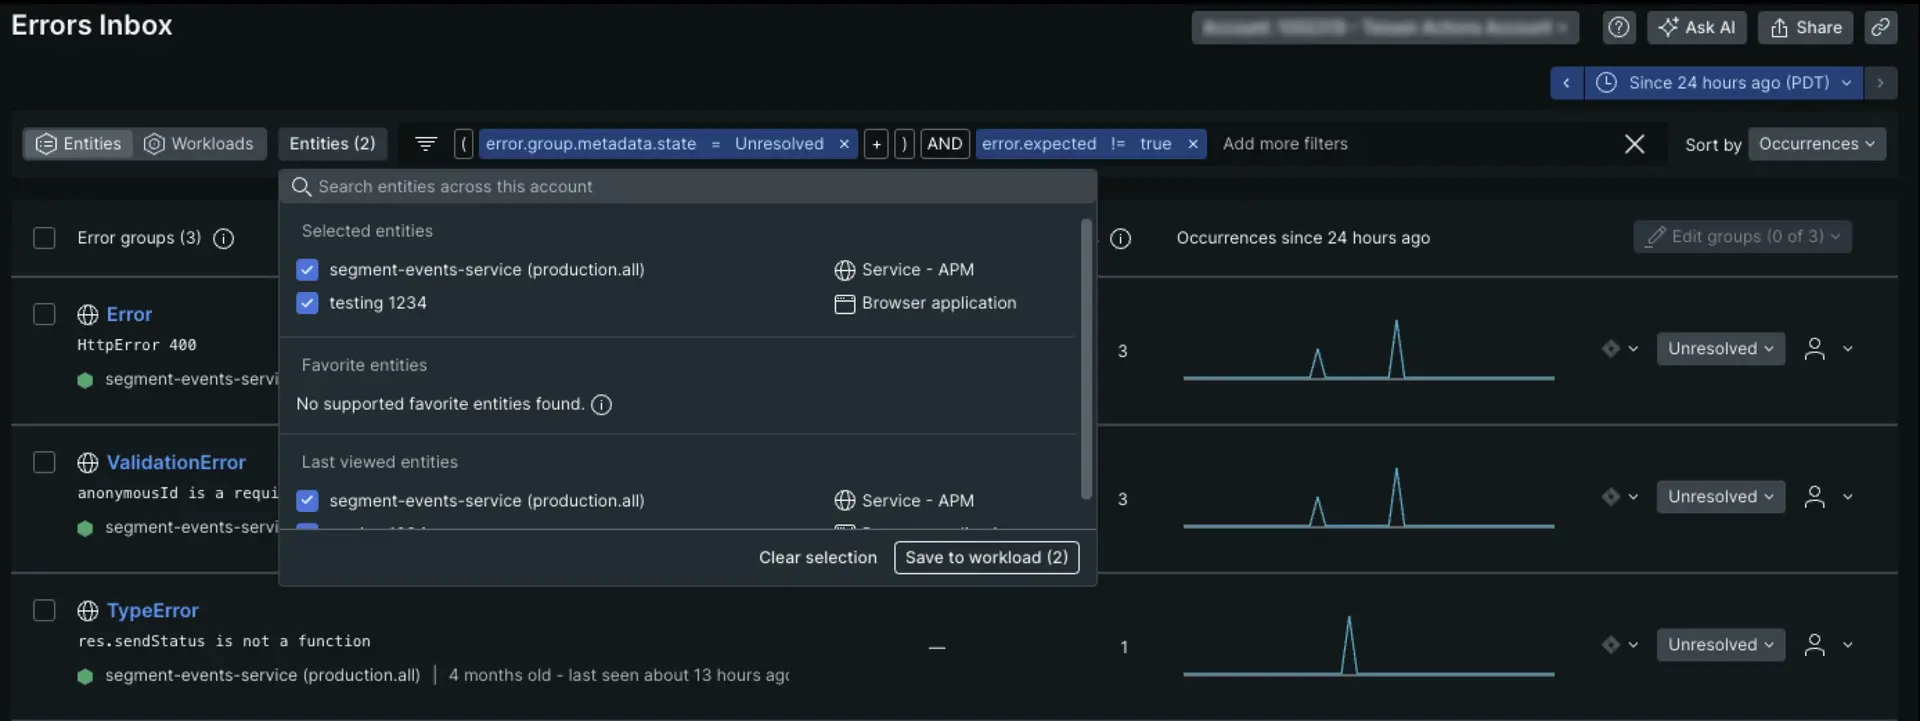 Errors Inbox
Ask AI
Share
Since 24 hours ago (PDT)
Entities
Workloads
Entities (2)
( error.group.metadata.state = Unresolved × + ) AND error.expected != true × Add more filters
Sort by
Occurrences
Search entities across this account
Selected entities
segment-events-service (production.all) Service - APM
testing 1234 Browser application
Favorite entities
No supported favorite entities found.
Last viewed entities
segment-events-service (production.all) Service - APM
Clear selection
Save to workload (2)
Error groups (3)
Occurrences since 24 hours ago
Edit groups (0 of 3)
Error
HttpError 400
segment-events-servi
3
Unresolved
ValidationError
anonymousId is a requi
segment-events-servi
3
Unresolved
TypeError
res.sendStatus is not a function
segment-events-service (production.all) | 4 months old - last seen about 13 hours ago
—
1
Unresolved